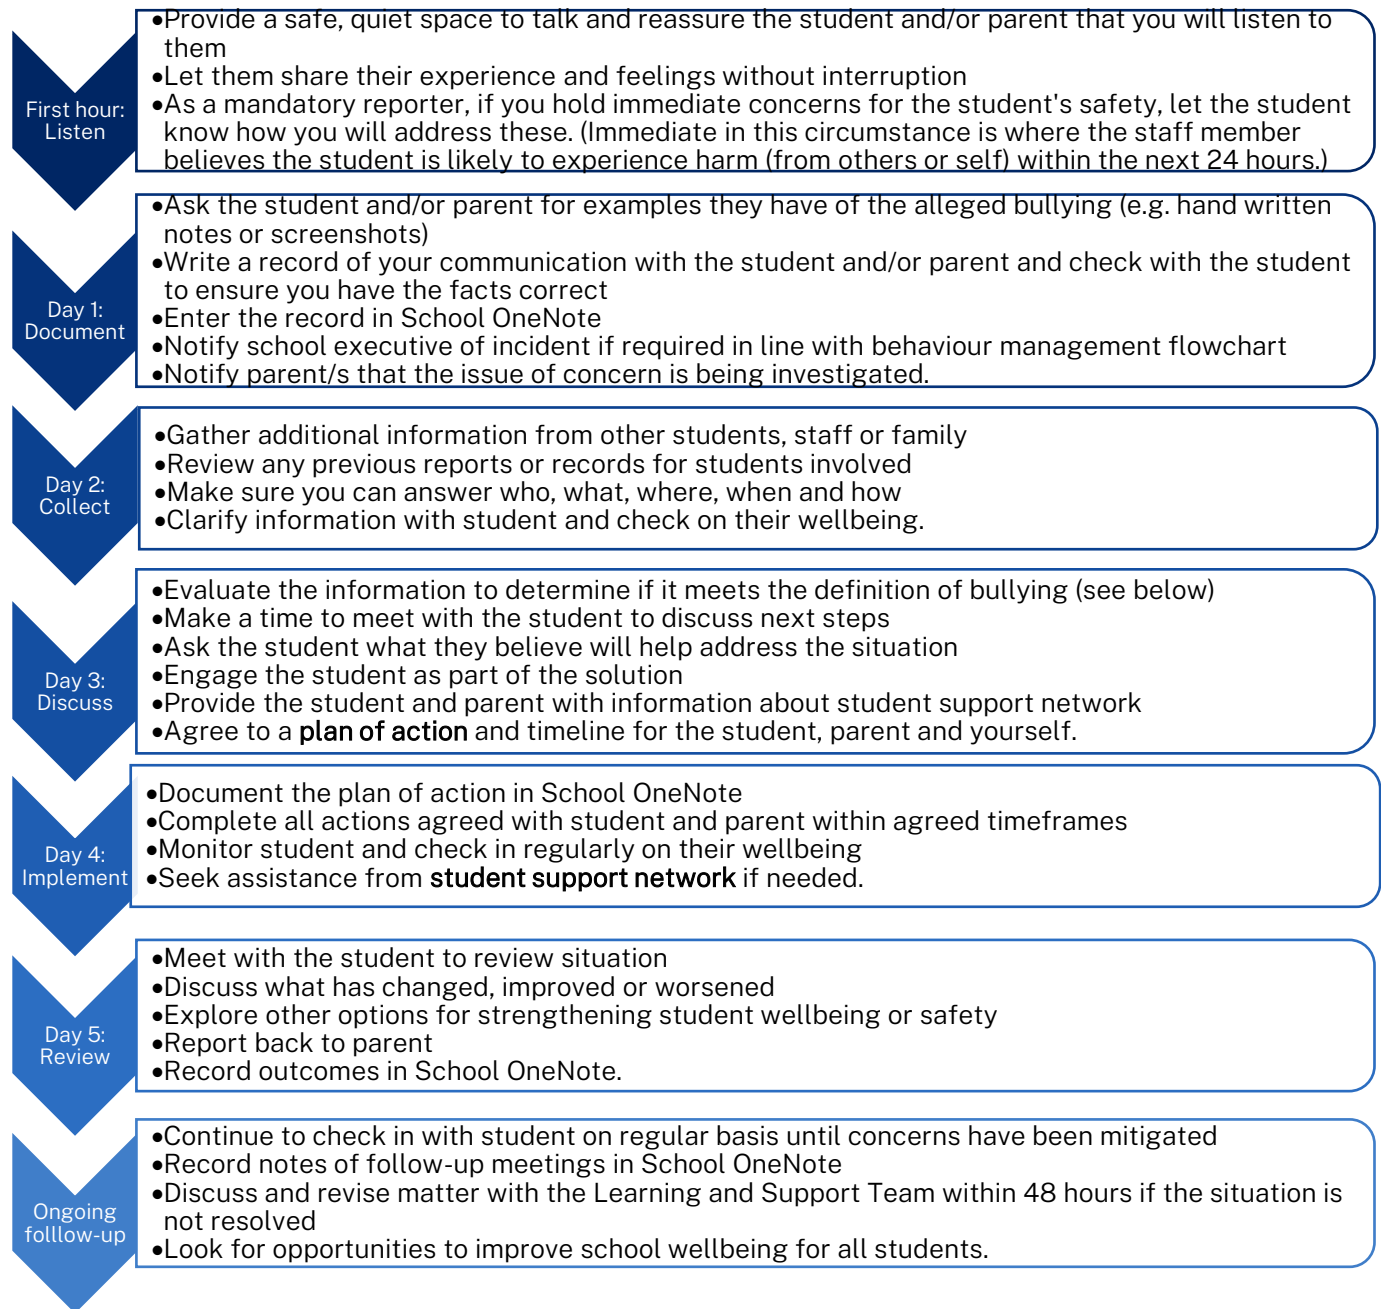 First hour:
Listen
•Provide a safe, quiet space to talk and reassure the student and/or parent that you will listen to
them
•Let them share their experience and feelings without interruption
•As a mandatory reporter, if you hold immediate concerns for the student's safety, let the student
know how you will address these. (Immediate in this circumstance is where the staff member
believes the student is likely to experience harm (from others or self) within the next 24 hours.)
Day 1:
Document
•Ask the student and/or parent for examples they have of the alleged bullying (e.g. hand written
notes or screenshots)
•Write a record of your communication with the student and/or parent and check with the student
to ensure you have the facts correct
•Enter the record in School OneNote
•Notify school executive of incident if required in line with behaviour management flowchart
•Notify parent/s that the issue of concern is being investigated.
Day 2:
Collect
•Gather additional information from other students, staff or family
•Review any previous reports or records for students involved
•Make sure you can answer who, what, where, when and how
•Clarify information with student and check on their wellbeing.
Day 3:
Discuss
•Evaluate the information to determine if it meets the definition of bullying (see below)
•Make a time to meet with the student to discuss next steps
•Ask the student what they believe will help address the situation
•Engage the student as part of the solution
•Provide the student and parent with information about student support network
•Agree to a plan of action and timeline for the student, parent and yourself.
Day 4:
Implement
•Document the plan of action in School OneNote
•Complete all actions agreed with student and parent within agreed timeframes
•Monitor student and check in regularly on their wellbeing
•Seek assistance from student support network if needed.
Day 5:
Review
•Meet with the student to review situation
•Discuss what has changed, improved or worsened
•Explore other options for strengthening student wellbeing or safety
•Report back to parent
•Record outcomes in School OneNote.
Ongoing
folllow-up
•Continue to check in with student on regular basis until concerns have been mitigated
•Record notes of follow-up meetings in School OneNote
•Discuss and revise matter with the Learning and Support Team within 48 hours if the situation is
not resolved
•Look for opportunities to improve school wellbeing for all students.